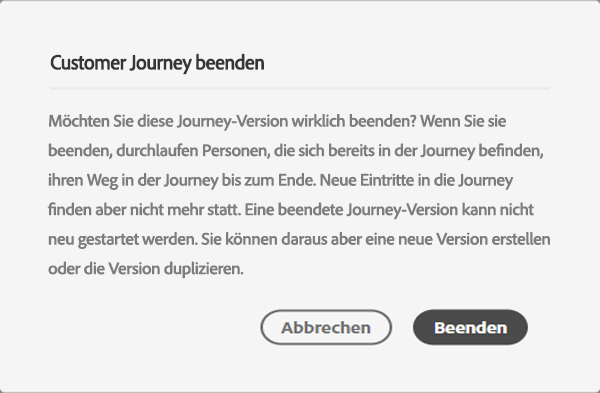 Customer Journey beenden
Möchten Sie diese Journey-Version wirklich beenden? Wenn Sie sie
beenden, durchlaufen Personen, die sich bereits in der Journey befinden,
ihren Weg in der Journey bis zum Ende. Neue Eintritte in die Journey
finden aber nicht mehr statt. Eine beendete Journey-Version kann nicht
neu gestartet werden. Sie können daraus aber eine neue Version erstellen
oder die Version duplizieren.
Abbrechen
Beenden